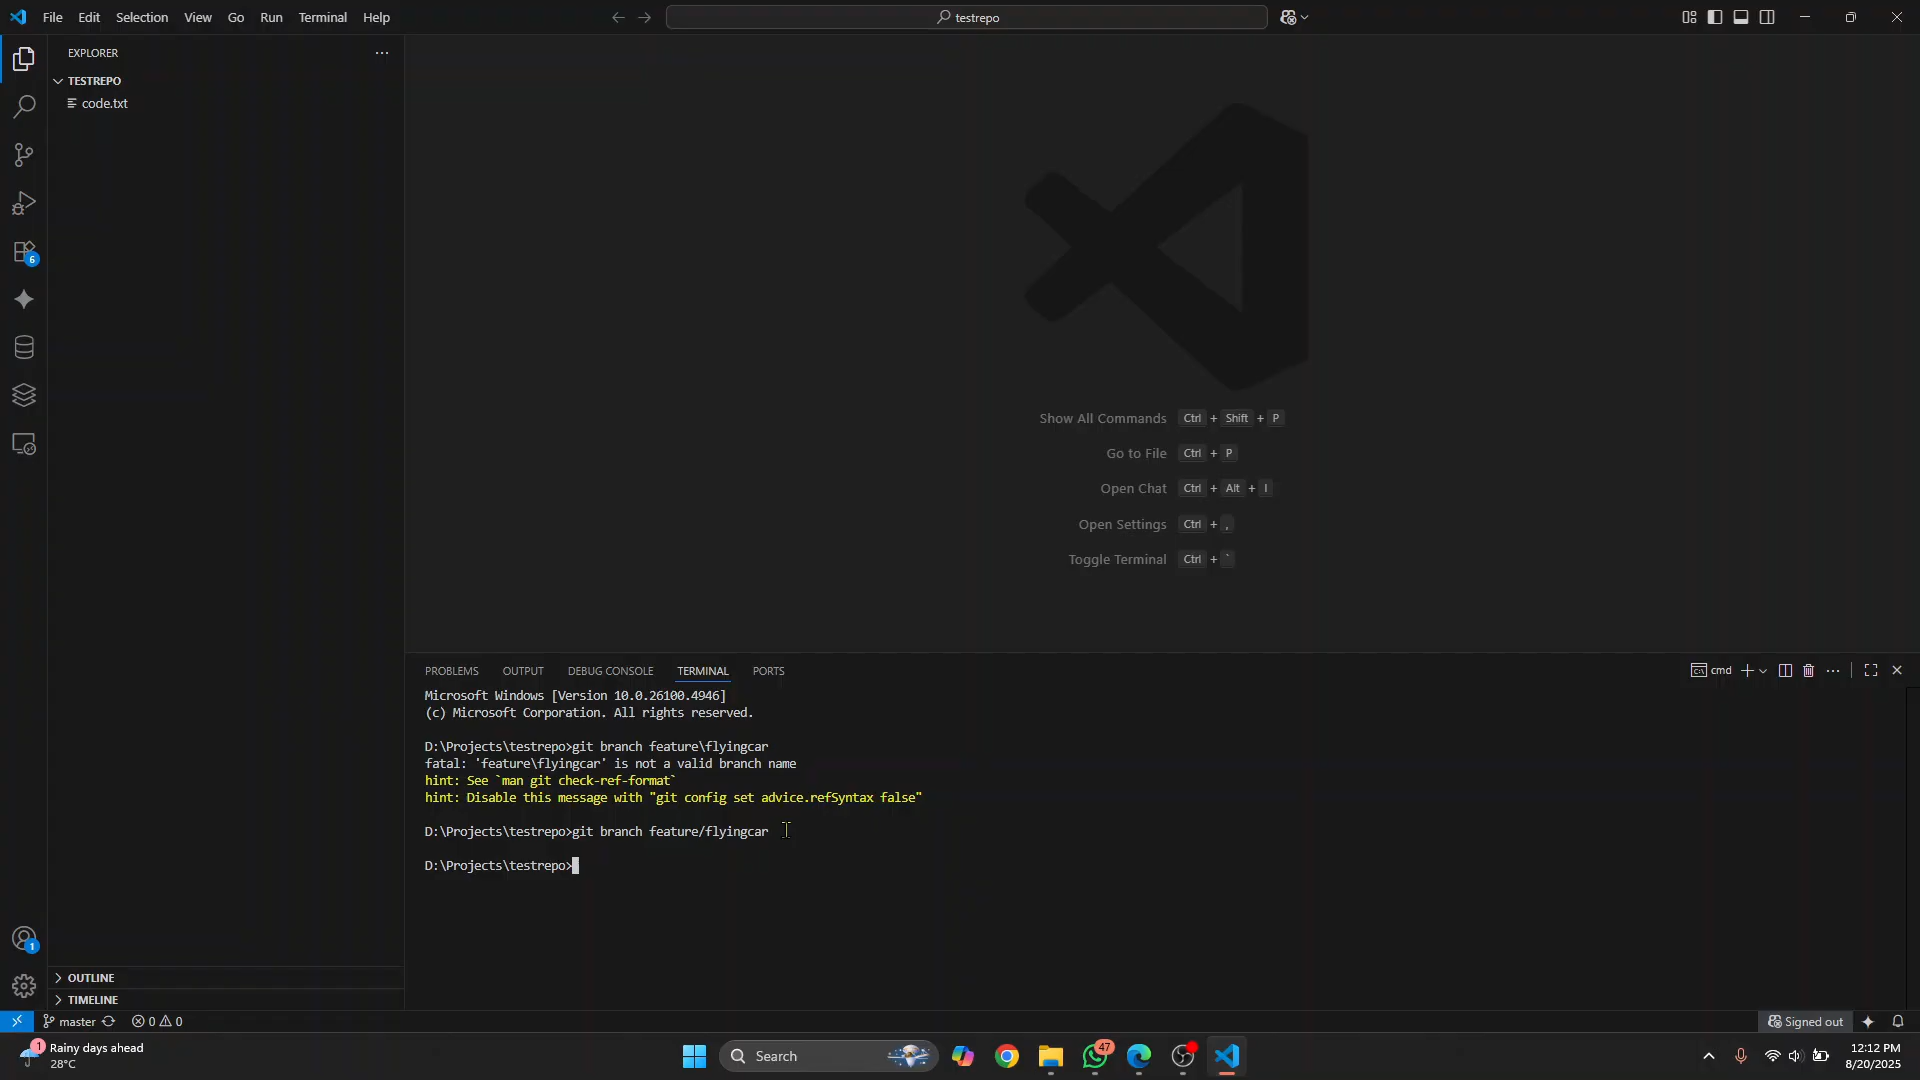 File Edit Selection View Go Run Terminal Help
testrepo
EXPLORER
TESTREPO
code.txt
6
Show All Commands Ctrl + Shift + P
Go to File Ctrl + P
Open Chat Ctrl + Alt + I
Open Settings Ctrl + ,
Toggle Terminal Ctrl + `
PROBLEMS OUTPUT DEBUG CONSOLE TERMINAL PORTS
cmd
Microsoft Windows [Version 10.0.26100.4946]
(c) Microsoft Corporation. All rights reserved.
D:\Projects\testrepo>git branch feature\flyingcar
fatal: 'feature\flyingcar' is not a valid branch name
hint: See `man git check-ref-format`
hint: Disable this message with "git config set advice.refSyntax false"
D:\Projects\testrepo>git branch feature/flyingcar
D:\Projects\testrepo>
1
OUTLINE
TIMELINE
master 0 0
Signed out
1
Rainy days ahead
28°C
Search
47
12:12 PM
8/20/2025